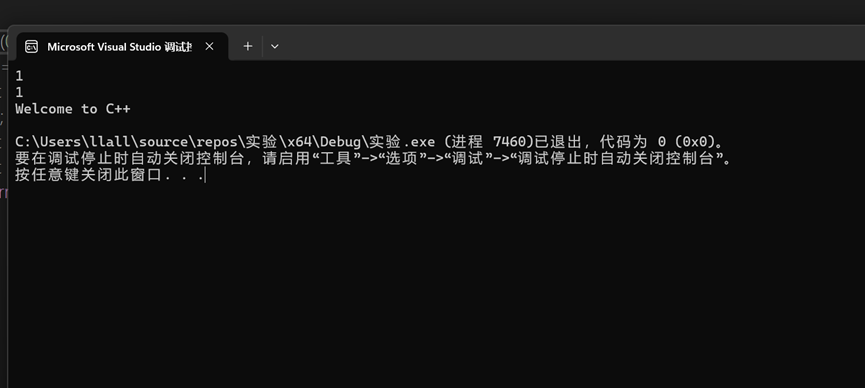 Microsoft Visual Studio 调试
1
1
Welcome to C++
C:\Users\llall\source\repos\实验\x64\Debug\实验.exe (进程 7460)已退出，代码为 0 (0x0)。
要在调试停止时自动关闭控制台，请启用“工具”->“选项”->“调试”->“调试停止时自动关闭控制台”。
按任意键关闭此窗口. . .